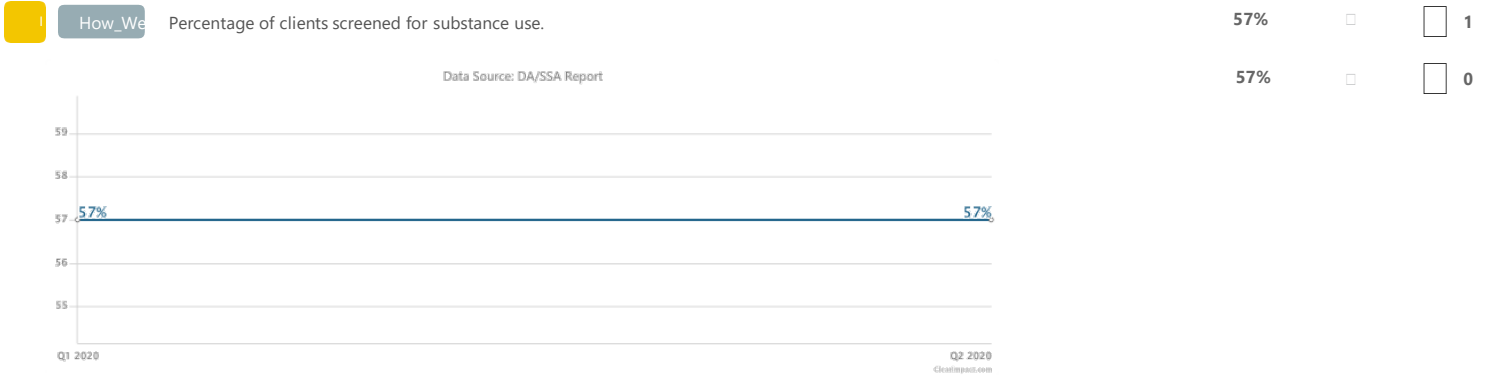 I How_We Percentage of clients screened for substance use. 57% 1
Data Source: DA/SSA Report 57% 0
59
58
57% 57%
57
56
55
Q1 2020 Q2 2020
ClearImpact.com